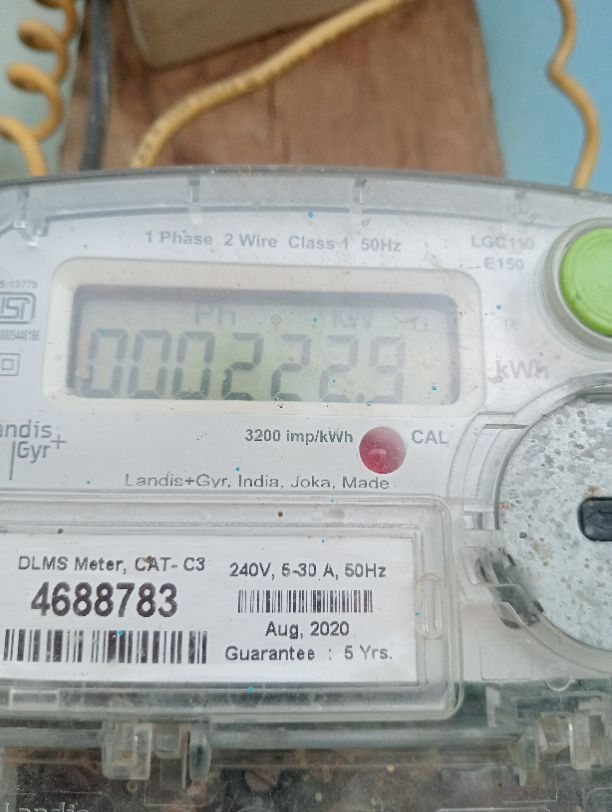 1 Phase 2 Wire Class 1 50Hz
LGC110
E150
Ph kW
000222.9
kWh
3200 imp/kWh
CAL
andis
Gyr+
Landis+Gyr, India, Joka, Made
DLMS Meter, CAT- C3
4688783
240V, 5-30 A, 50Hz
Aug, 2020
Guarantee : 5 Yrs.
Landis